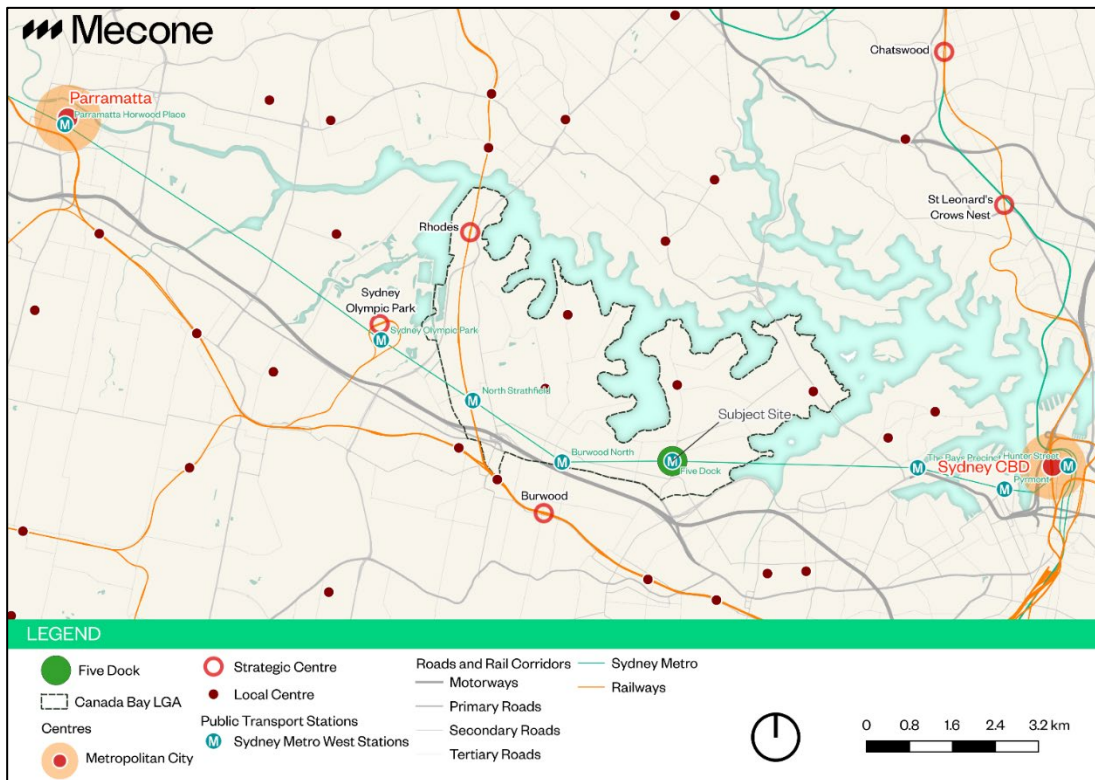 Mecone
Chatswood
Parramatta
Parramatta Horwood Place
St Leonard's
Crows Nest
Rhodes
Sydney
Olympic Park
Sydney Olympic Park
North Strathfield
Subject Site
Burwood North
Five Dock
The Bays Precinct
Hunter Street
Sydney CBD
Pyrmont
Burwood
LEGEND
Five Dock
Canada Bay LGA
Centres
Metropolitan City
Strategic Centre
Local Centre
Public Transport Stations
M Sydney Metro West Stations
Roads and Rail Corridors
Motorways
Primary Roads
Secondary Roads
Tertiary Roads
Sydney Metro
Railways
0 0.8 1.6 2.4 3.2 km